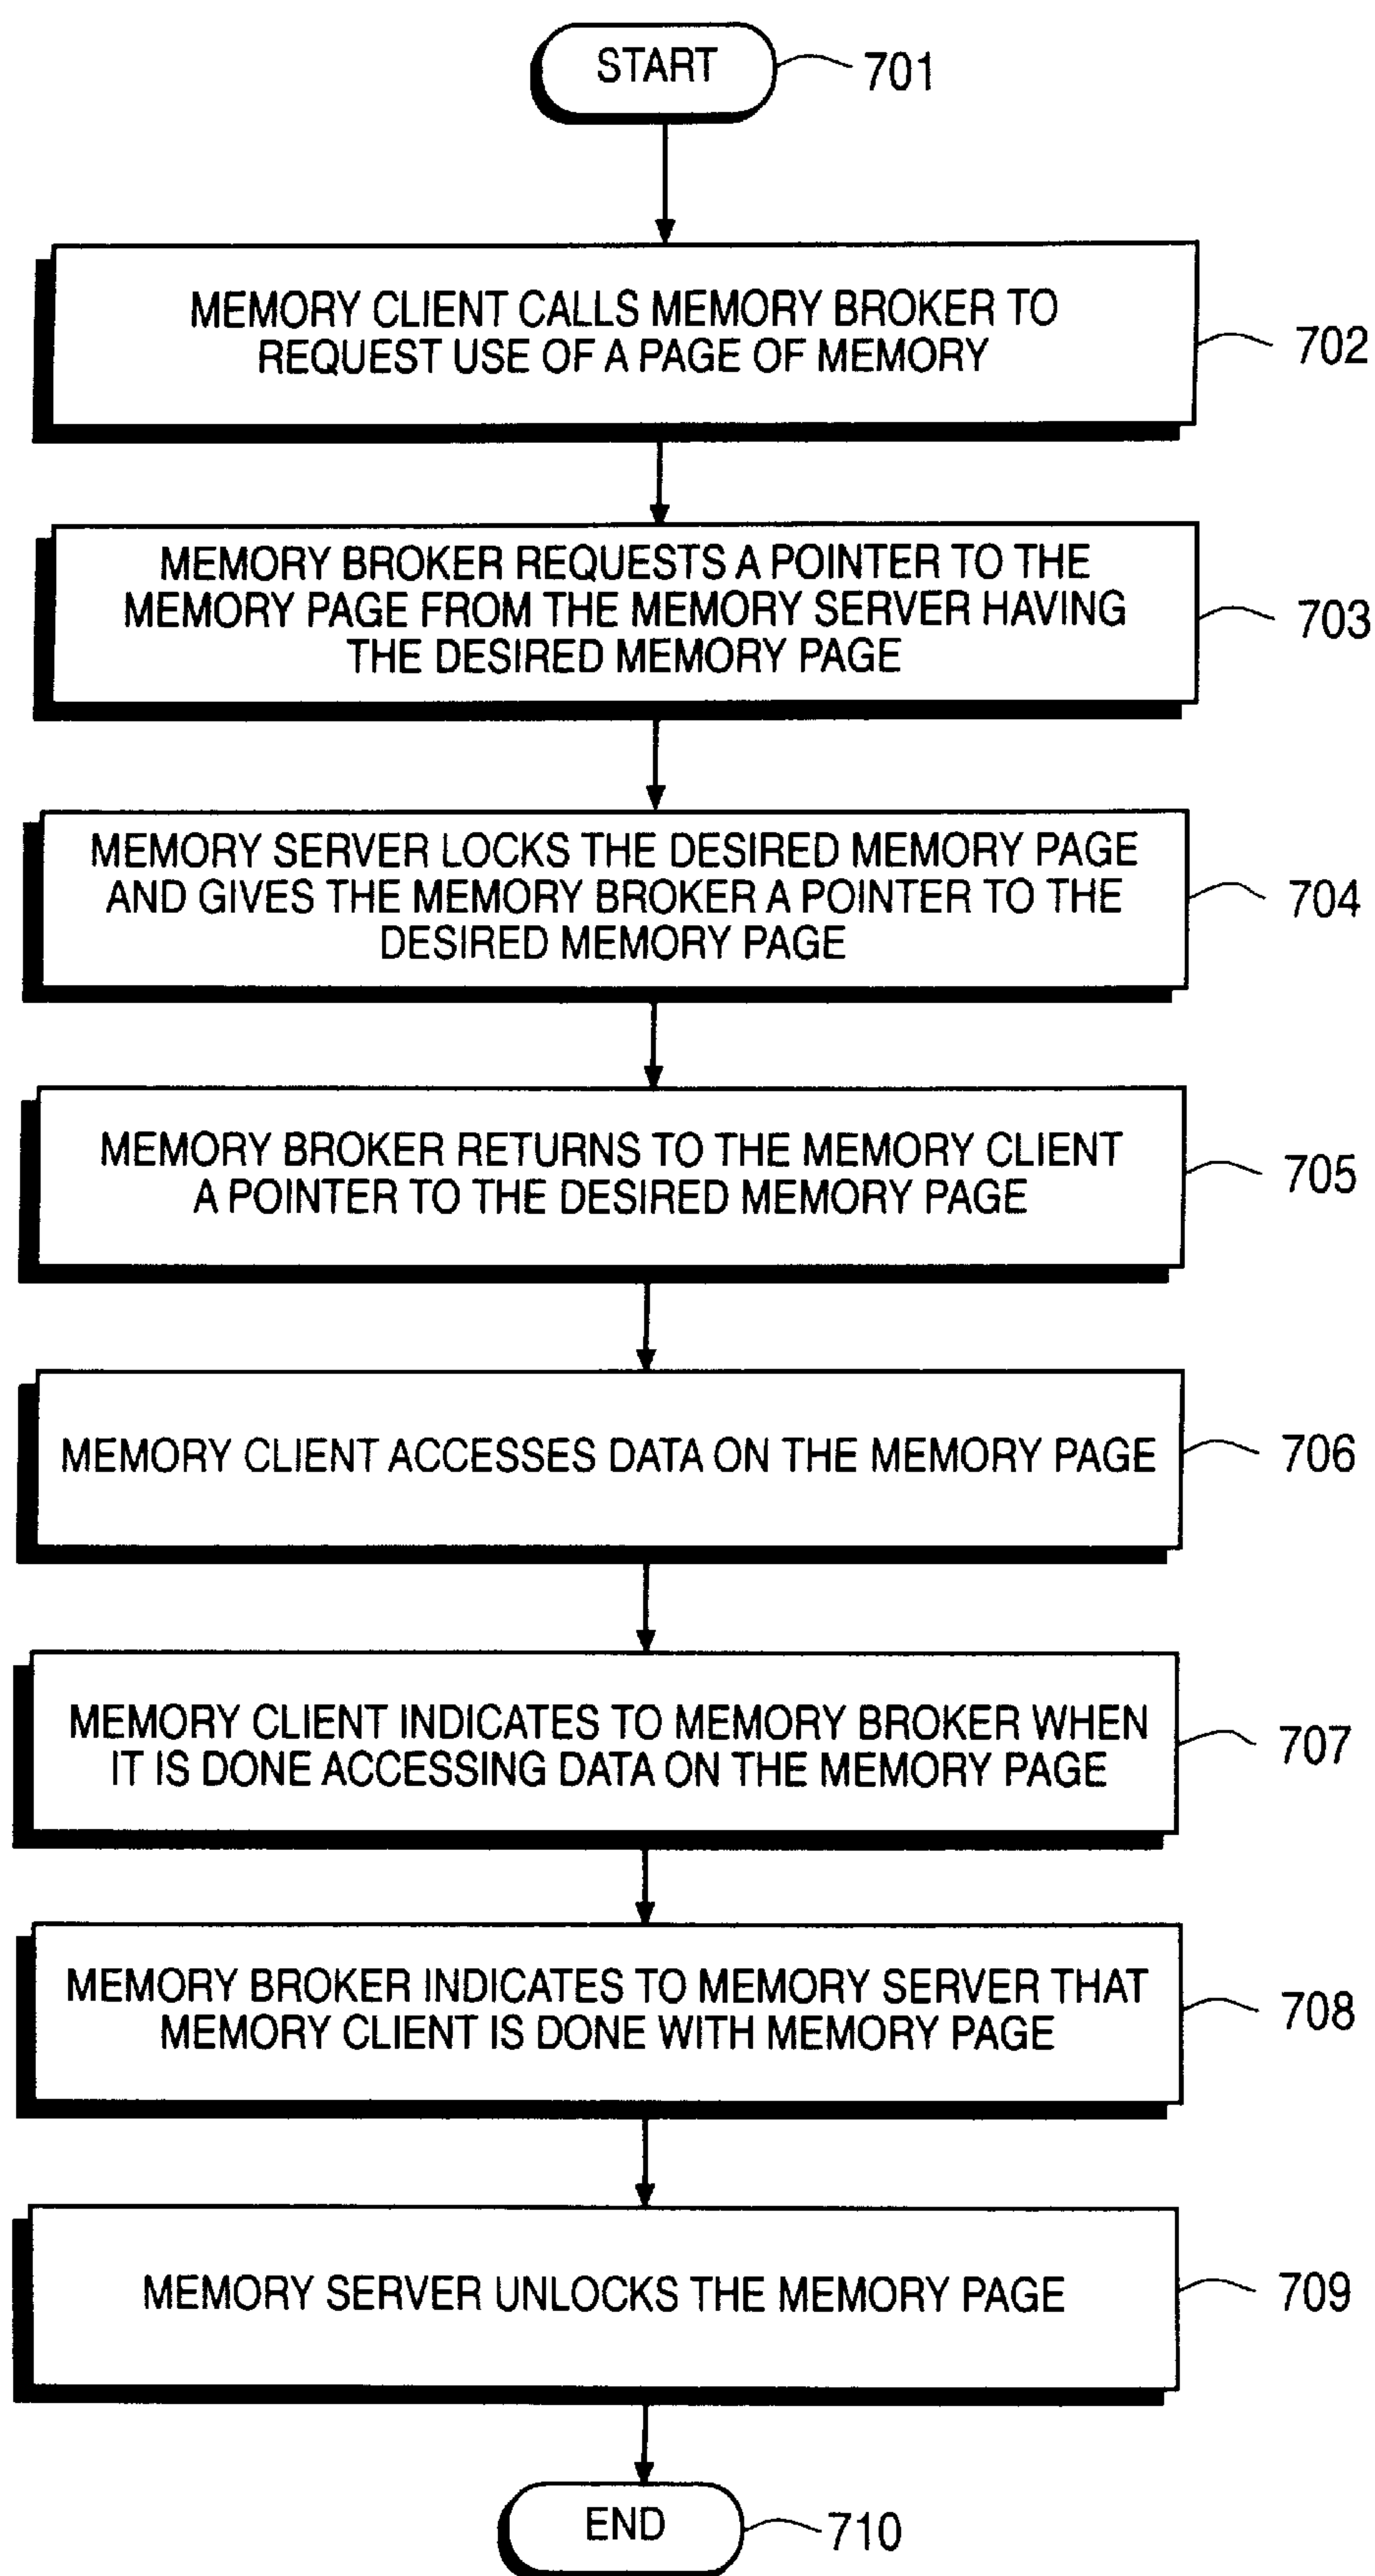 START
701
MEMORY CLIENT CALLS MEMORY BROKER TO
REQUEST USE OF A PAGE OF MEMORY
702
MEMORY BROKER REQUESTS A POINTER TO THE
MEMORY PAGE FROM THE MEMORY SERVER HAVING
THE DESIRED MEMORY PAGE
703
MEMORY SERVER LOCKS THE DESIRED MEMORY PAGE
AND GIVES THE MEMORY BROKER A POINTER TO THE
DESIRED MEMORY PAGE
704
MEMORY BROKER RETURNS TO THE MEMORY CLIENT
A POINTER TO THE DESIRED MEMORY PAGE
705
MEMORY CLIENT ACCESSES DATA ON THE MEMORY PAGE
706
MEMORY CLIENT INDICATES TO MEMORY BROKER WHEN
IT IS DONE ACCESSING DATA ON THE MEMORY PAGE
707
MEMORY BROKER INDICATES TO MEMORY SERVER THAT
MEMORY CLIENT IS DONE WITH MEMORY PAGE
708
MEMORY SERVER UNLOCKS THE MEMORY PAGE
709
END
710